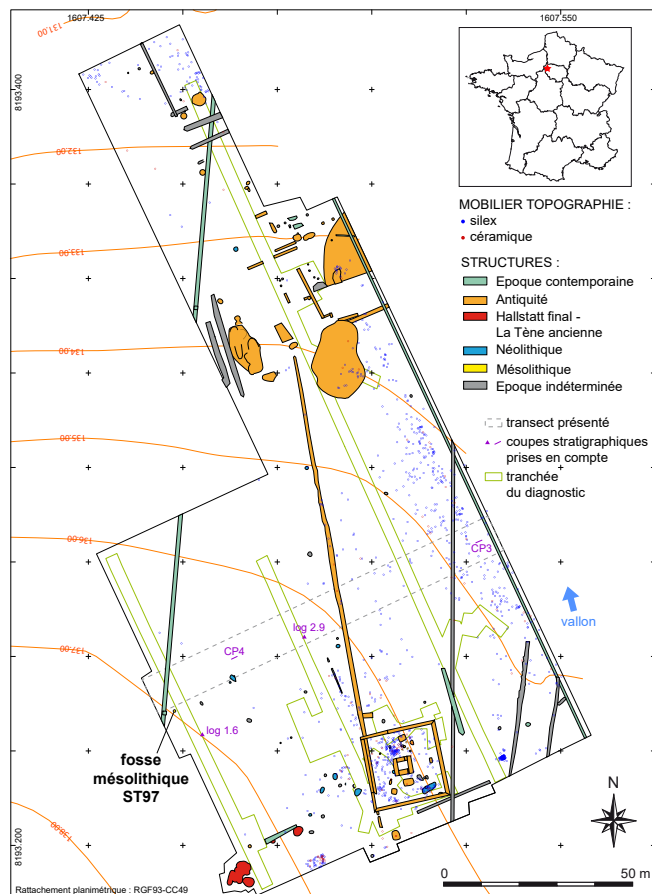 1607.425
1607.550
131.00
8193.400
132.00
133.00
134.00
135.00
136.00
137.00
138.00
8193.200
MOBILIER TOPOGRAPHIE :
silex
céramique
STRUCTURES :
Epoque contemporaine
Antiquité
Hallstatt final -
La Tène ancienne
Néolithique
Mésolithique
Epoque indéterminée
transect présenté
coupes stratigraphiques
prises en compte
tranchée
du diagnostic
CP3
vallon
log 2.9
CP4
log 1.6
fosse
mésolithique
ST97
N
0
50 m
Rattachement planimétrique : RGF93-CC49